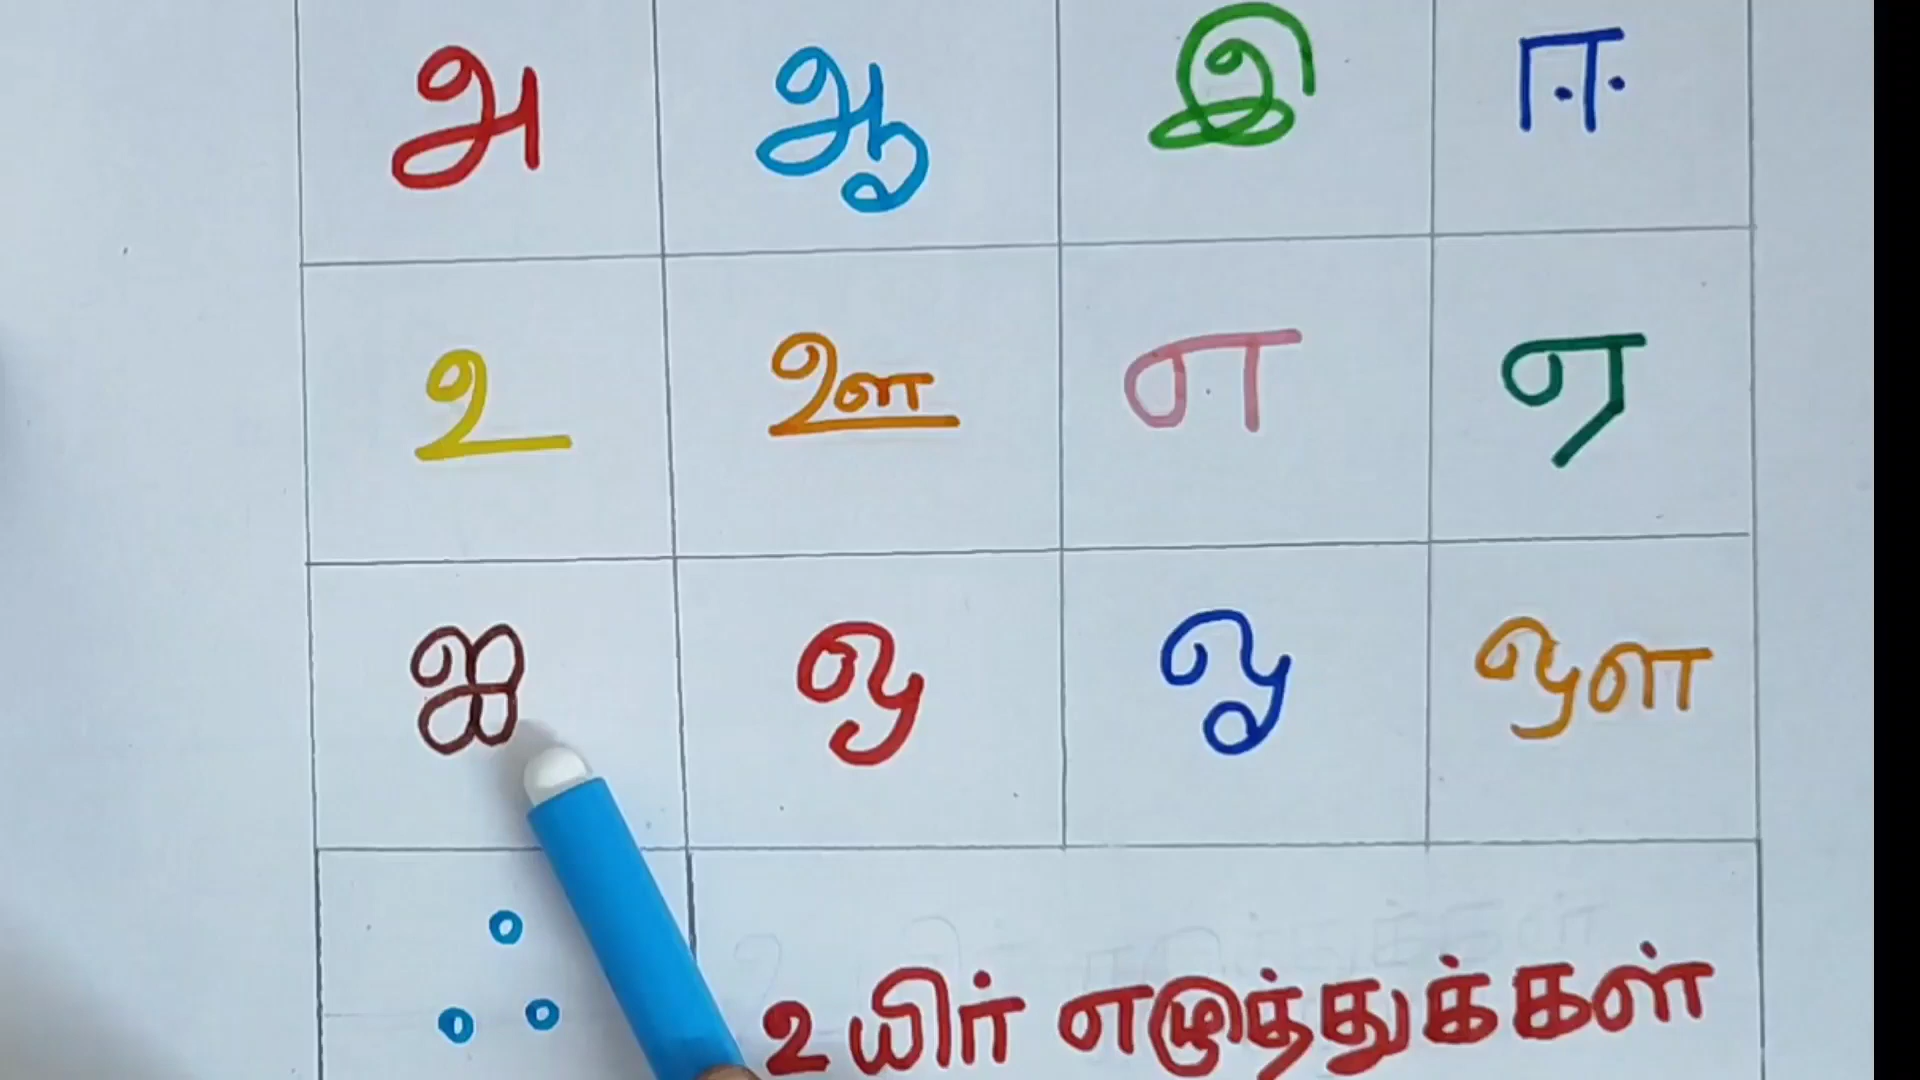 அ ஆ இ ஈ
உ ஊ எ ஏ
ஐ ஒ ஓ ஔ
ஃ உயிர் எழுத்துக்கள்